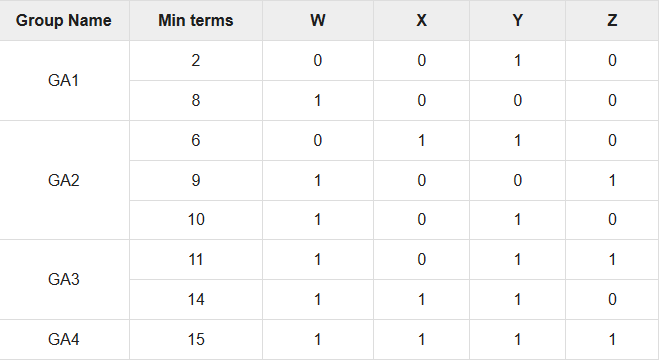 Group Name Min terms W X Y Z
GA1
2 0 0 1 0
8 1 0 0 0
GA2
6 0 1 1 0
9 1 0 0 1
10 1 0 1 0
GA3
11 1 0 1 1
14 1 1 1 0
GA4 15 1 1 1 1